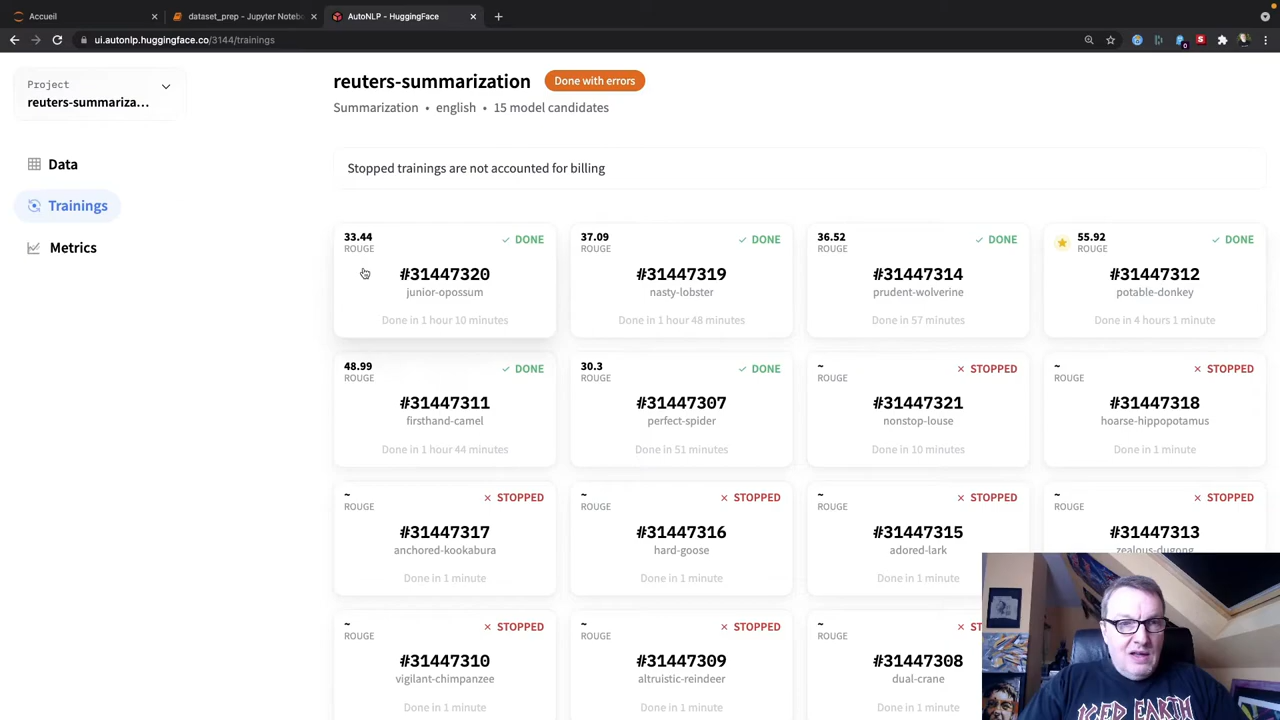 Accueil
dataset_prep - Jupyter Notebo
AutoNLP - HuggingFace
ui.autonlp.huggingface.co/3144/trainings
Project
reuters-summariza...
Data
Trainings
Metrics
reuters-summarization
Done with errors
Summarization • english • 15 model candidates
Stopped trainings are not accounted for billing
33.44
ROUGE
DONE
#31447320
junior-opossum
Done in 1 hour 10 minutes
37.09
ROUGE
DONE
#31447319
nasty-lobster
Done in 1 hour 48 minutes
36.52
ROUGE
DONE
#31447314
prudent-wolverine
Done in 57 minutes
55.92
ROUGE
DONE
#31447312
potable-donkey
Done in 4 hours 1 minute
48.99
ROUGE
DONE
#31447311
firsthand-camel
Done in 1 hour 44 minutes
30.3
ROUGE
DONE
#31447307
perfect-spider
Done in 51 minutes
~
ROUGE
STOPPED
#31447321
nonstop-louse
Done in 10 minutes
~
ROUGE
STOPPED
#31447318
hoarse-hippopotamus
Done in 1 minute
~
ROUGE
STOPPED
#31447317
anchored-kookabura
Done in 1 minute
~
ROUGE
STOPPED
#31447316
hard-goose
Done in 1 minute
~
ROUGE
STOPPED
#31447315
adored-lark
Done in 1 minute
~
ROUGE
STOPPED
#31447313
zealous-dugong
~
ROUGE
STOPPED
#31447310
vigilant-chimpanzee
Done in 1 minute
~
ROUGE
STOPPED
#31447309
altruistic-reindeer
Done in 1 minute
~
ROUGE
ST
#31447308
dual-crane
Done in 1 minute